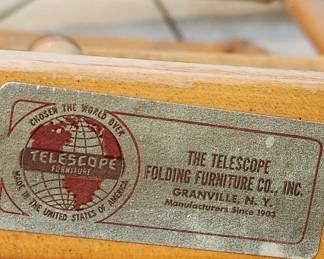 CHOSEN THE WORLD OVER
TELESCOPE
FURNITURE
MADE IN THE UNITED STATES OF AMERICA
THE TELESCOPE
FOLDING FURNITURE CO., INC.
GRANVILLE, N. Y.
Manufacturers Since 1903